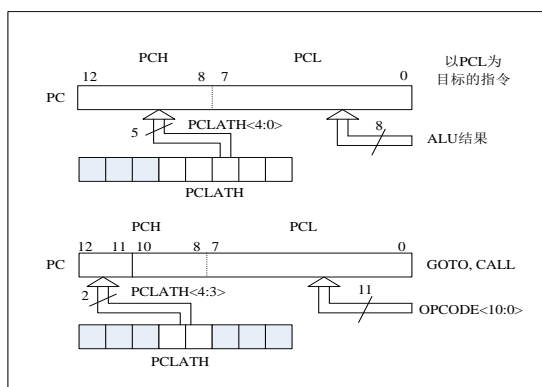 PCH PCL
12 8 7 0
以PCL为
目标的指令
PC
5 PCLATH<4:0>
8
ALU结果
PCLATH
PCH PCL
12 11 10 8 7 0
PC
GOTO, CALL
2 PCLATH<4:3>
11
OPCODE<10:0>
PCLATH